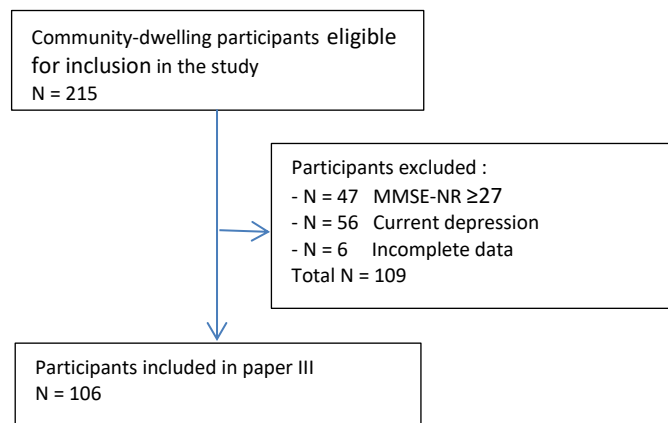 Community-dwelling participants eligible
for inclusion in the study
N = 215
Participants excluded :
- N = 47 MMSE-NR ≥27
- N = 56 Current depression
- N = 6 Incomplete data
Total N = 109
Participants included in paper III
N = 106